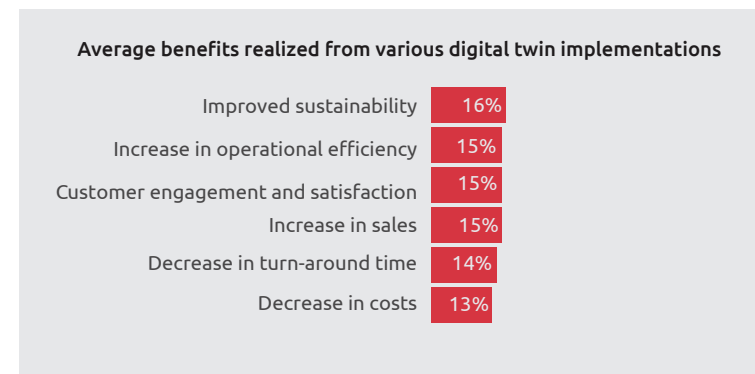 Average benefits realized from various digital twin implementations
Improved sustainability 16%
Increase in operational efficiency 15%
Customer engagement and satisfaction 15%
Increase in sales 15%
Decrease in turn-around time 14%
Decrease in costs 13%